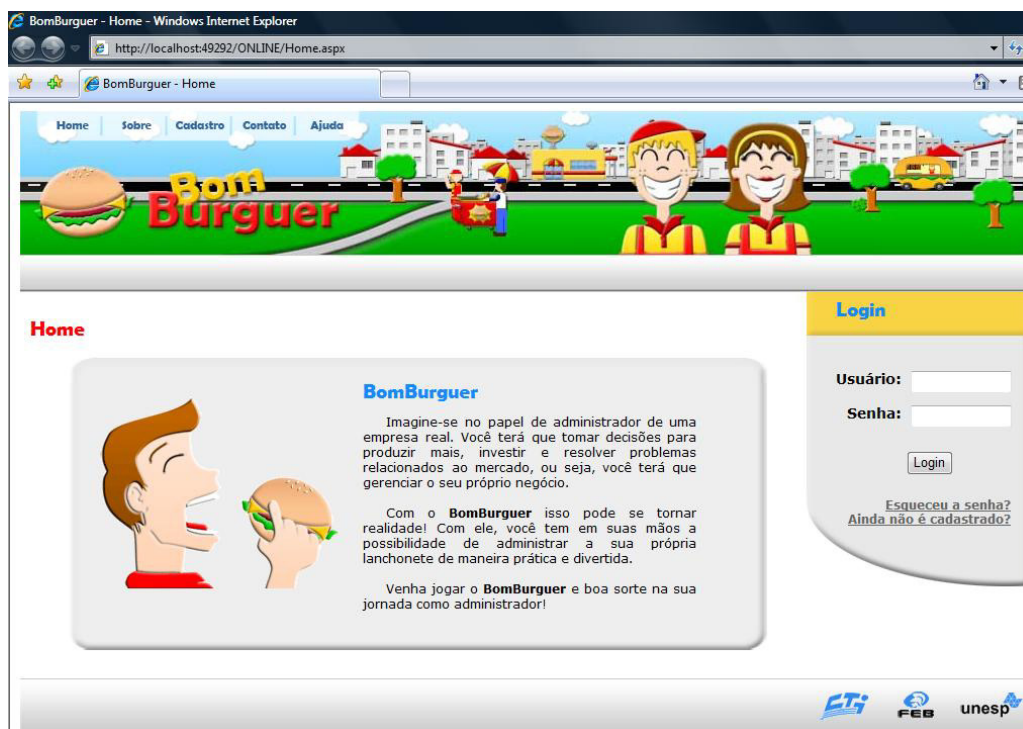 BomBurguer - Home - Windows Internet Explorer
http://localhost:49292/ONLINE/Home.aspx
BomBurguer - Home
Home Sobre Cadastro Contato Ajuda
Bom
Burguer
Home
BomBurguer
Imagine-se no papel de administrador de uma
empresa real. Você terá que tomar decisões para
produzir mais, investir e resolver problemas
relacionados ao mercado, ou seja, você terá que
gerenciar o seu próprio negócio.
Com o BomBurguer isso pode se tornar
realidade! Com ele, você tem em suas mãos a
possibilidade de administrar a sua própria
lanchonete de maneira prática e divertida.
Venha jogar o BomBurguer e boa sorte na sua
jornada como administrador!
Login
Usuário:
Senha:
Login
Esqueceu a senha?
Ainda não é cadastrado?
CTi FEB unesp